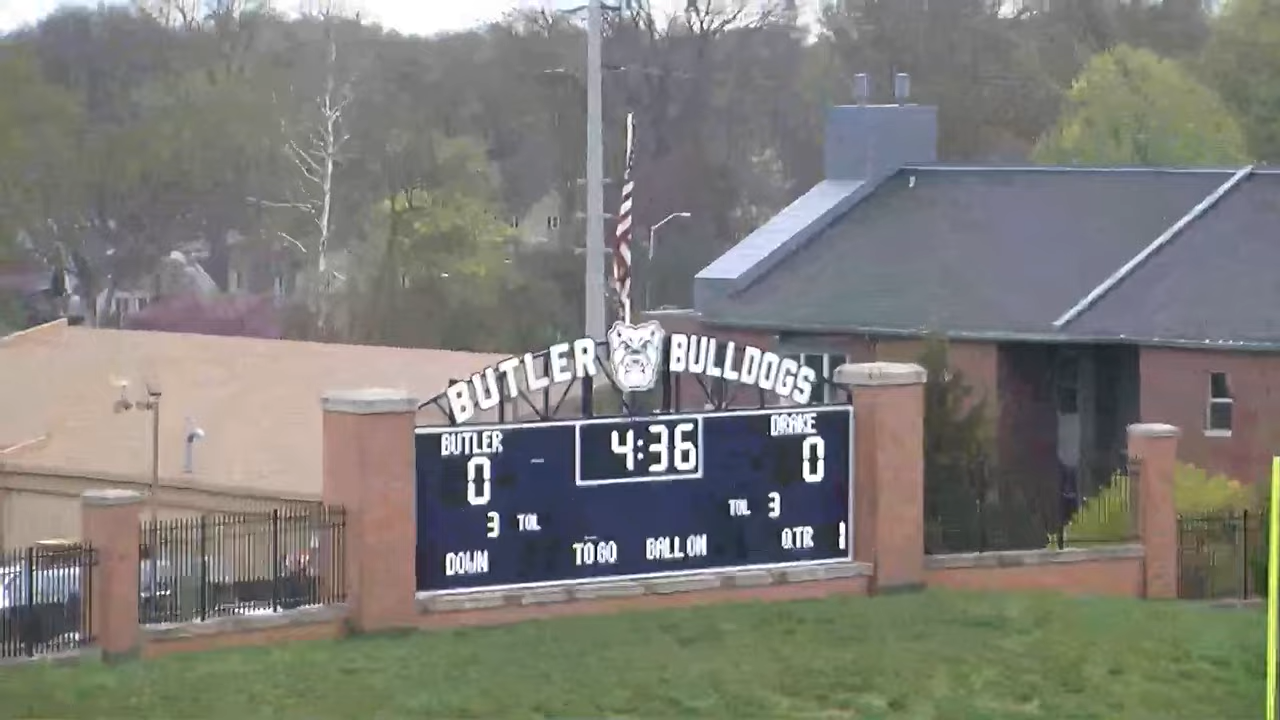 BUTLER BULLDOGS
BUTLER 4:36 DRAKE
0 0
3 TOL TOL 3
DOWN TO GO BALL ON QTR 1